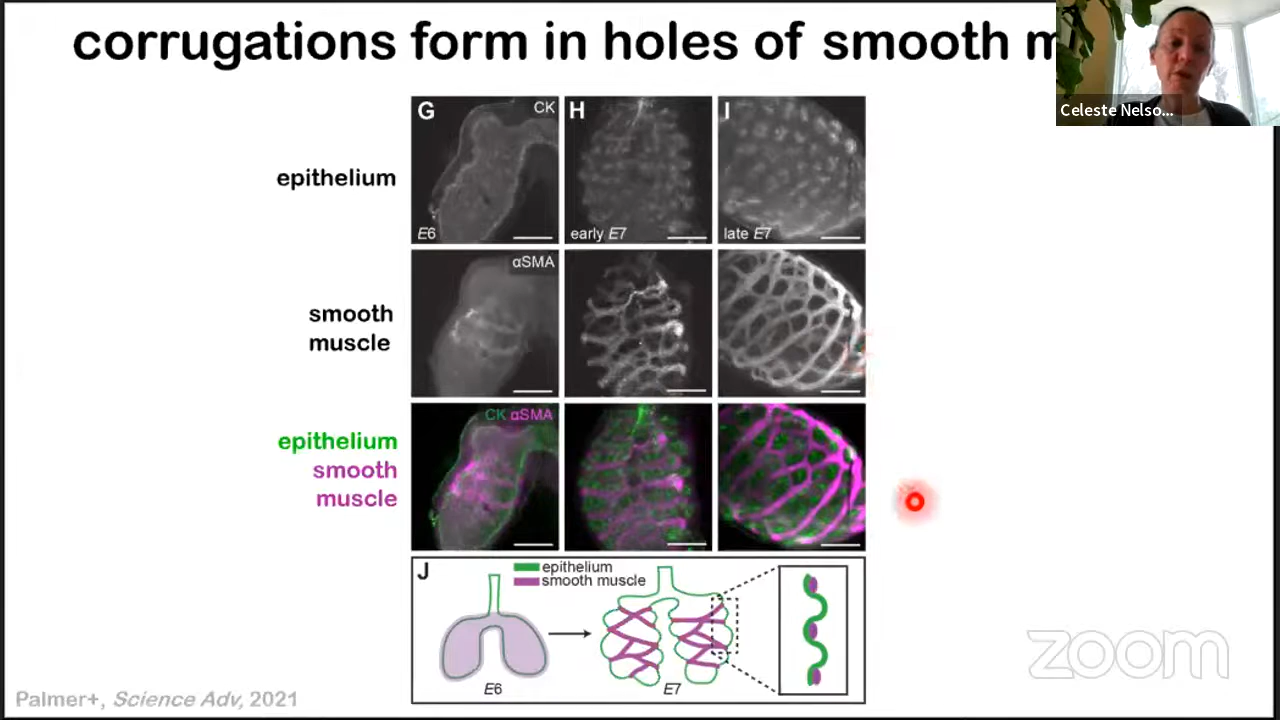 corrugations form in holes of smooth m
Celeste Nelso...
G CK H I
epithelium
E6 early E7 late E7
αSMA
smooth
muscle
CK αSMA
epithelium
smooth
muscle
J epithelium
smooth muscle
E6 E7
zoom
Palmer+, Science Adv, 2021